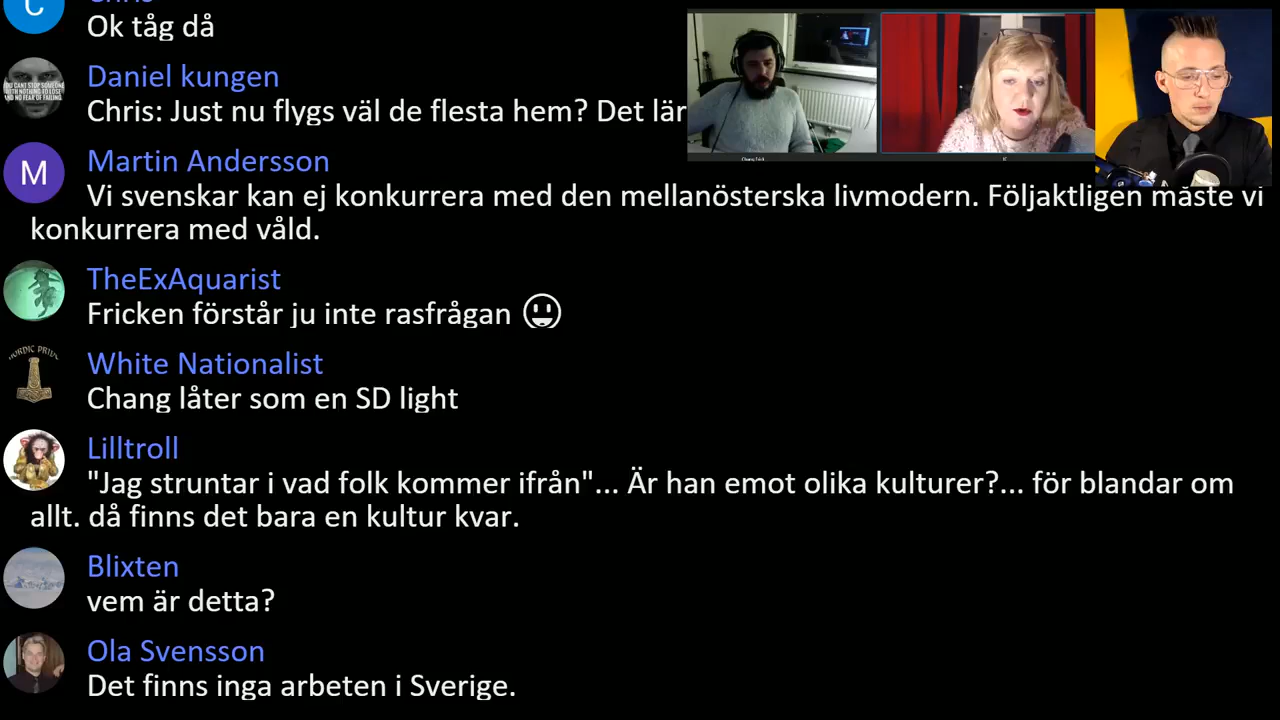 Chris
Ok tåg då
Daniel kungen
Chris: Just nu flygs väl de flesta hem? Det lär
M
Martin Andersson
Vi svenskar kan ej konkurrera med den mellanösterska livmodern. Följaktligen måste vi
konkurrera med våld.
TheExAquarist
Fricken förstår ju inte rasfrågan
White Nationalist
Chang låter som en SD light
Lilltroll
"Jag struntar i vad folk kommer ifrån"... Är han emot olika kulturer?... för blandar om
allt. då finns det bara en kultur kvar.
Blixten
vem är detta?
Ola Svensson
Det finns inga arbeten i Sverige.